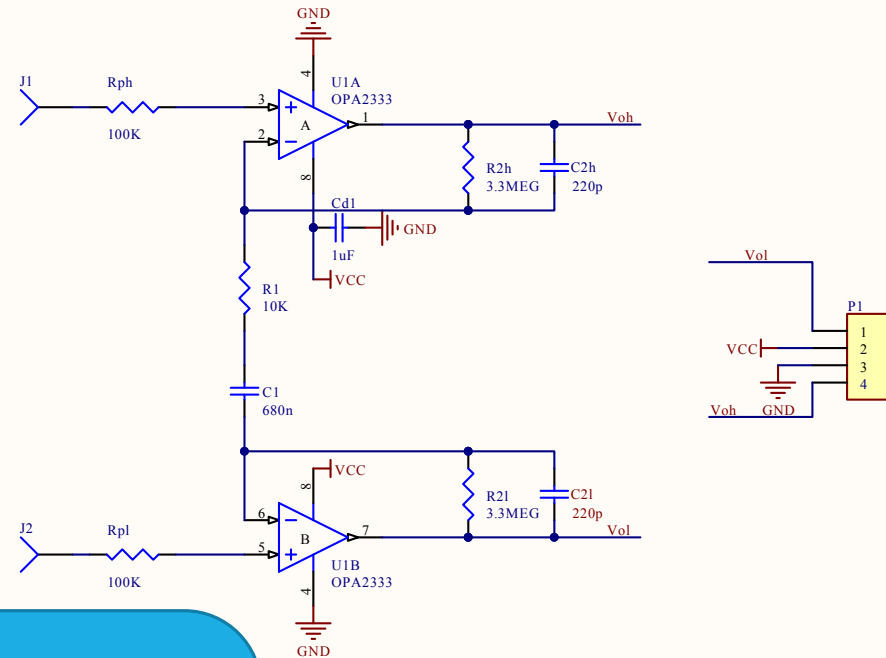 GND
4
J1
Rph
100K
U1A
OPA2333
3
2
A
1
8
Voh
R2h
3.3MEG
C2h
220p
Cd1
GND
1uF
VCC
R1
10K
C1
680n
Vol
P1
VCC
1
2
3
4
Voh
GND
VCC
8
J2
Rpl
100K
6
5
B
7
4
U1B
OPA2333
R2l
3.3MEG
C2l
220p
Vol
GND